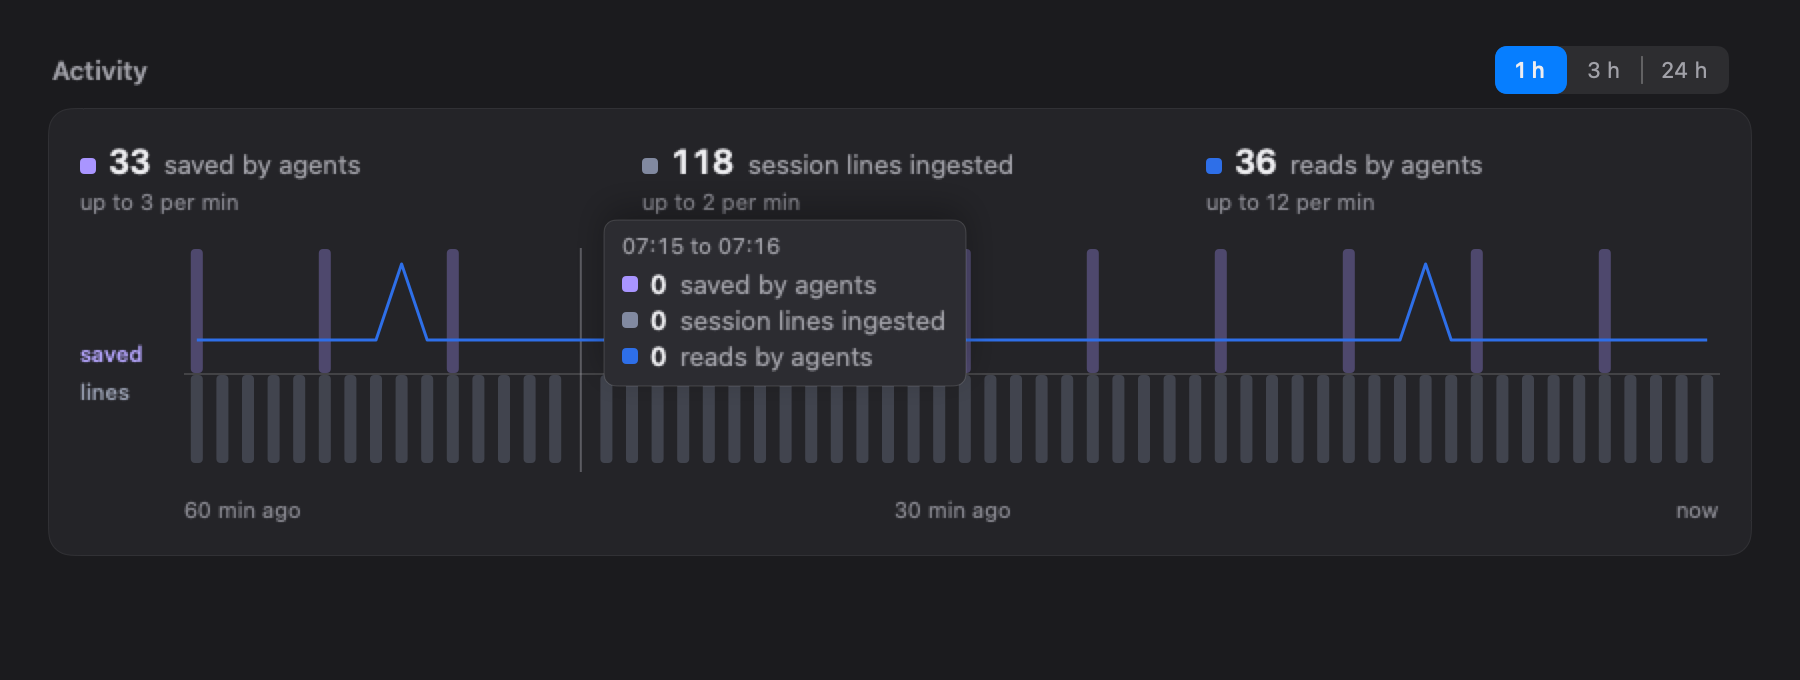 Activity
1 h 3 h 24 h
33 saved by agents
up to 3 per min
118 session lines ingested
up to 2 per min
36 reads by agents
up to 12 per min
07:15 to 07:16
0 saved by agents
0 session lines ingested
0 reads by agents
saved
lines
60 min ago
30 min ago
now